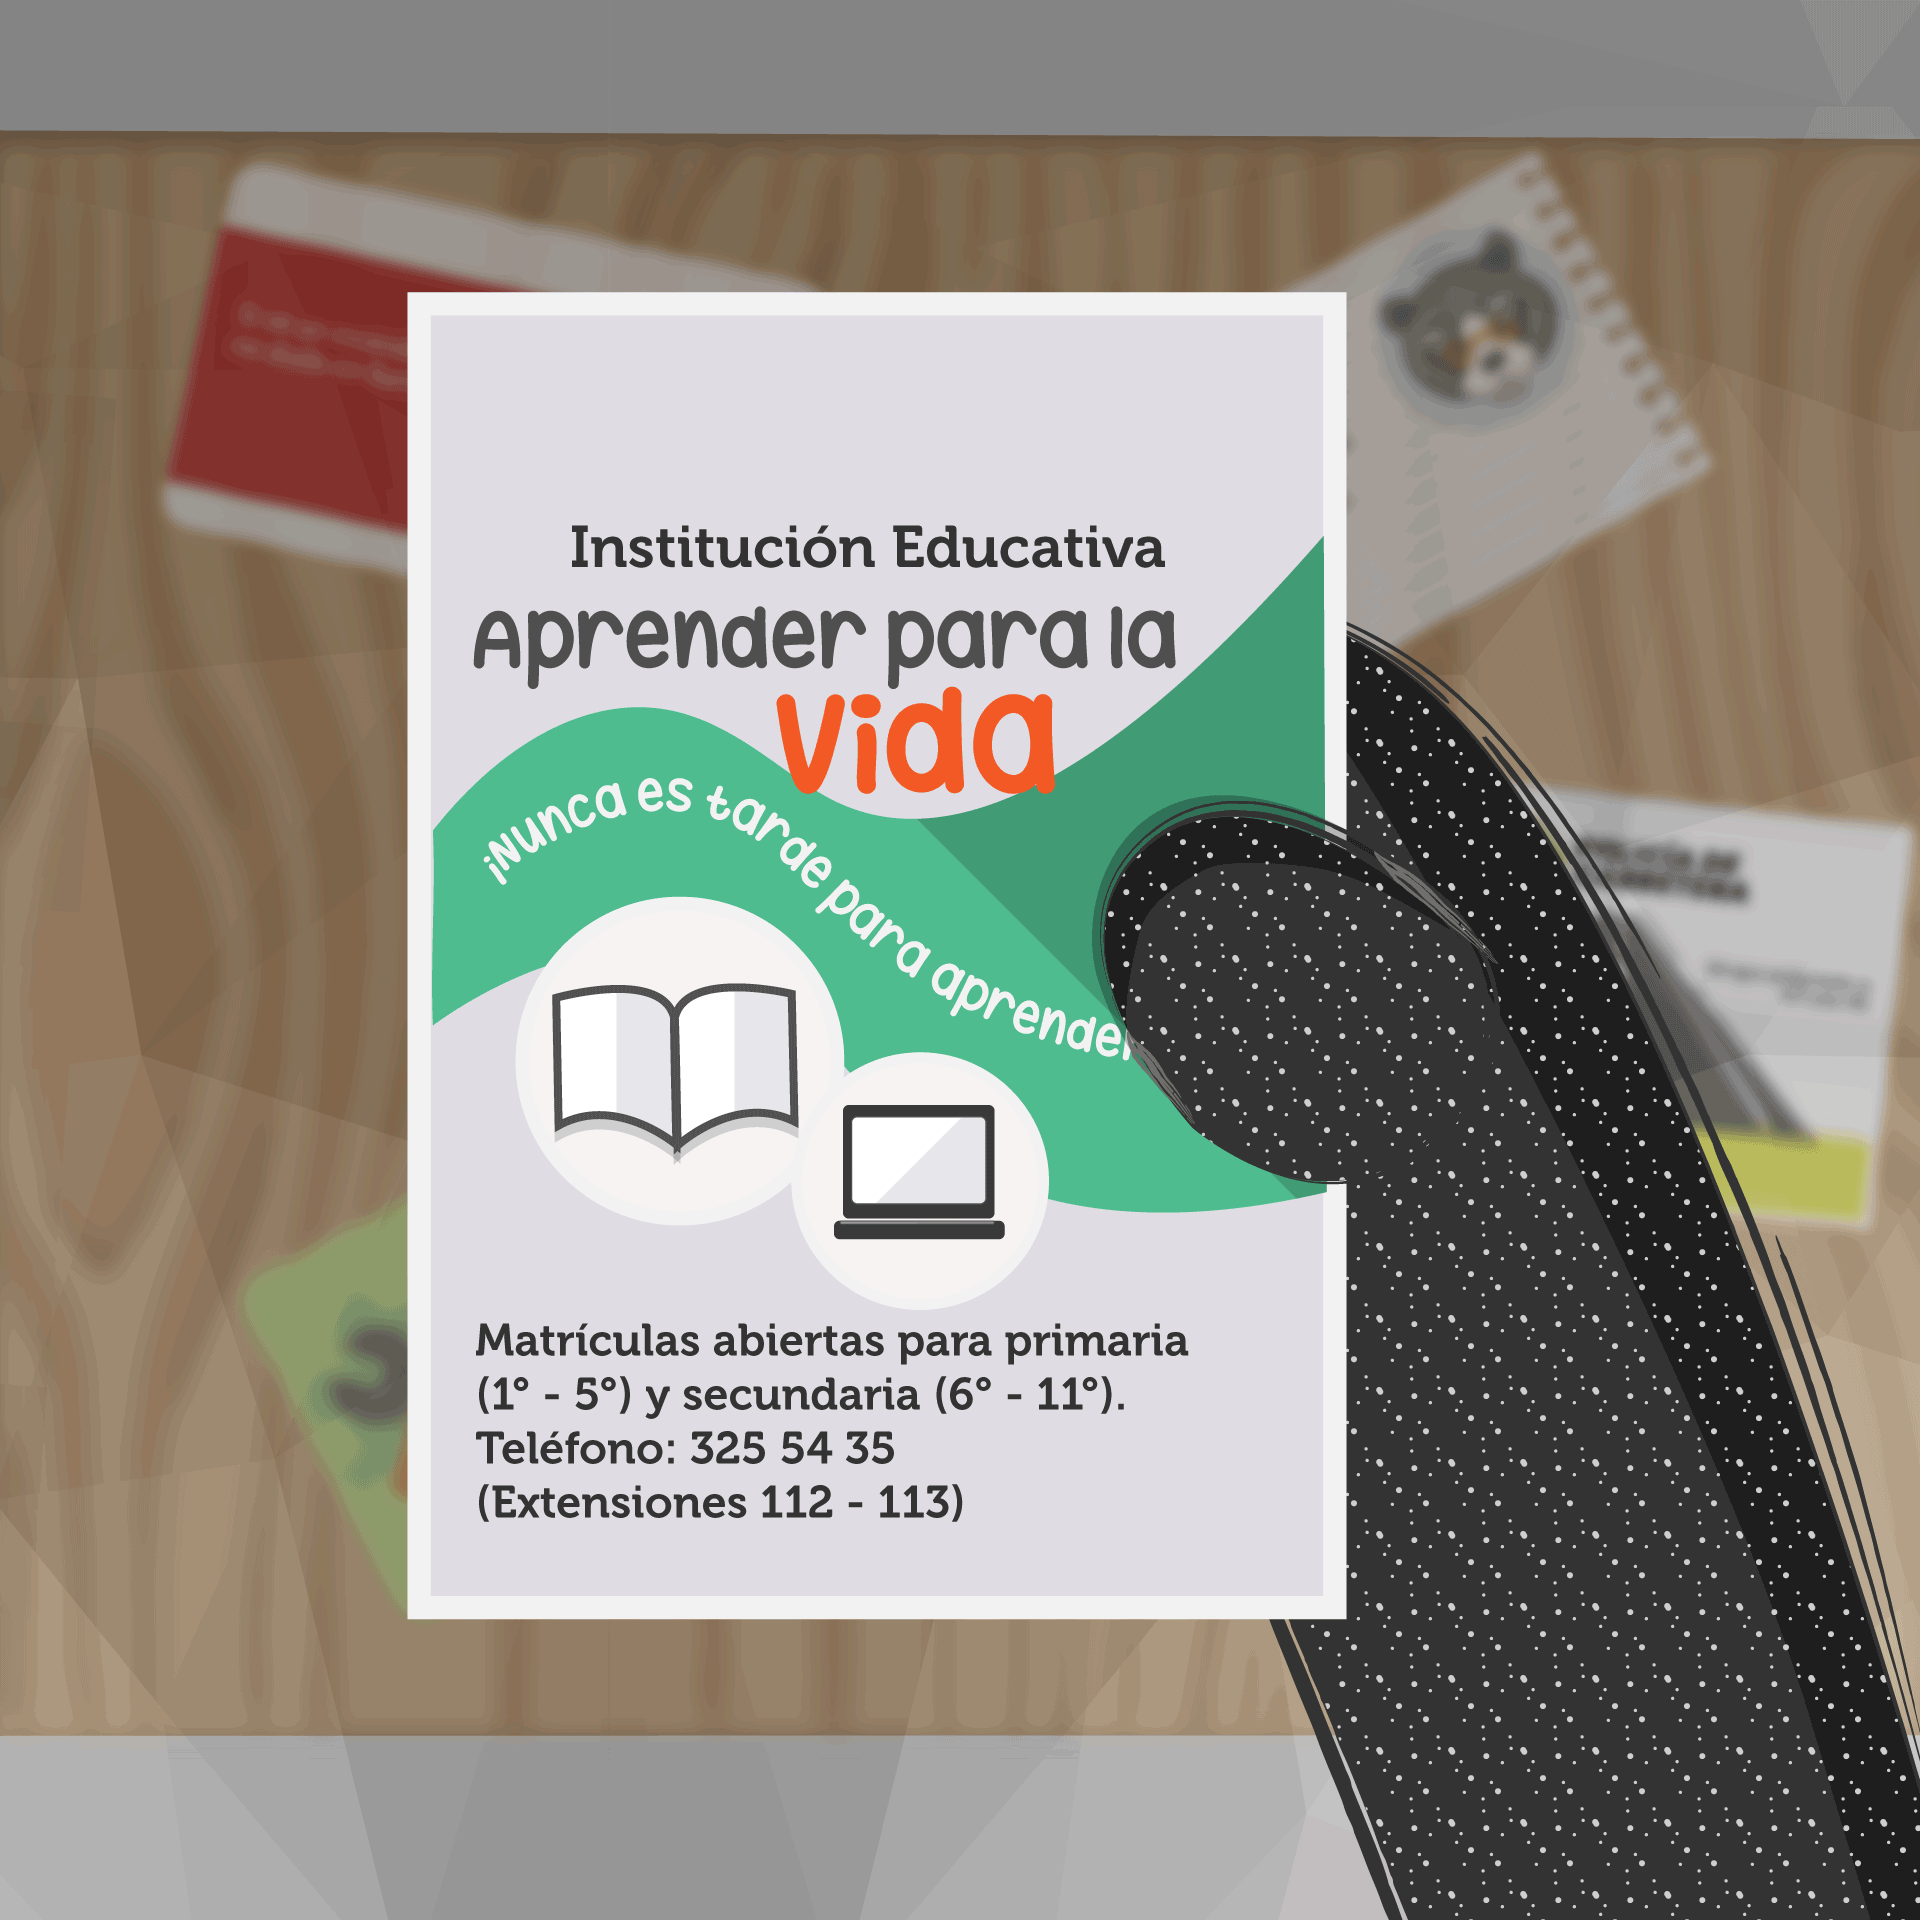 Institución Educativa
Aprender para la
Vida
¡Nunca es tarde para aprender
Matrículas abiertas para primaria
(1° - 5°) y secundaria (6° - 11°).
Teléfono: 325 54 35
(Extensiones 112 - 113)